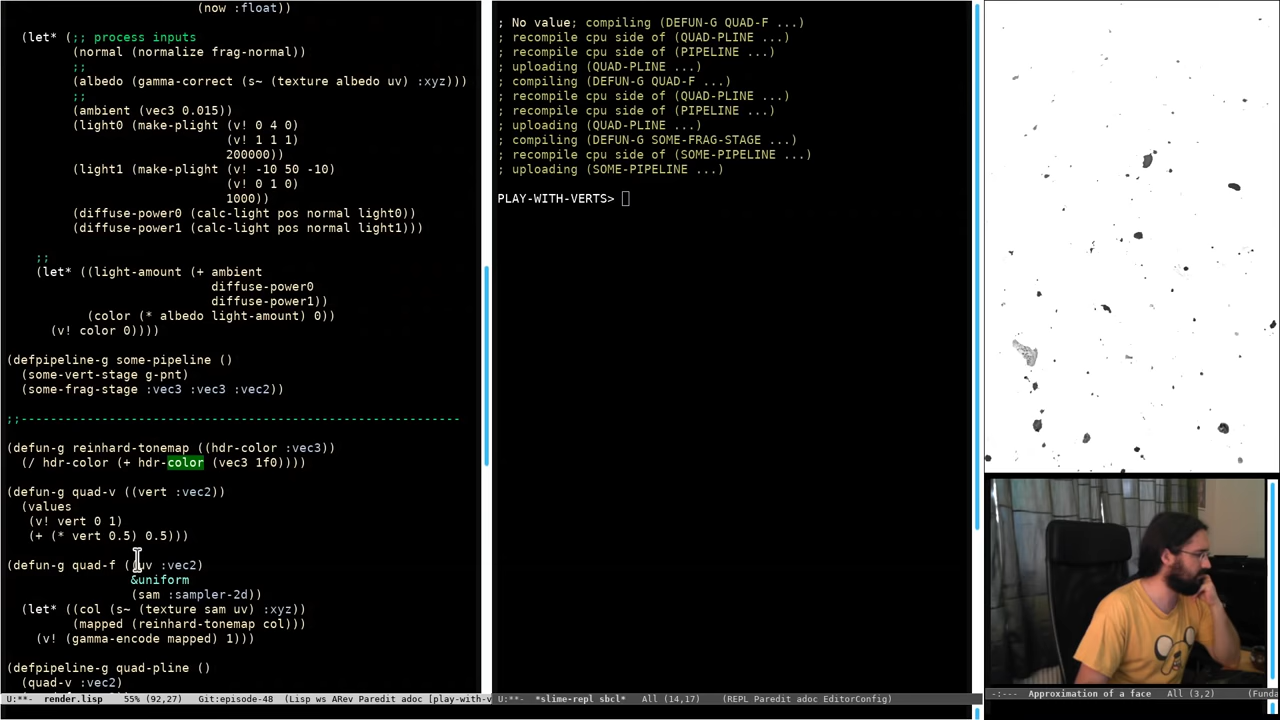 (now :float))
(let* (;; process inputs
(normal (normalize frag-normal))
;;
(albedo (gamma-correct (s~ (texture albedo uv) :xyz)))
;;
(ambient (vec3 0.015))
(light0 (make-plight (v! 0 4 0)
(v! 1 1 1)
200000))
(light1 (make-plight (v! -10 50 -10)
(v! 0 1 0)
1000))
(diffuse-power0 (calc-light pos normal light0))
(diffuse-power1 (calc-light pos normal light1)))
;;
(let* ((light-amount (+ ambient
diffuse-power0
diffuse-power1))
(color (* albedo light-amount) 0))
(v! color 0))))
(defpipeline-g some-pipeline ()
(some-vert-stage g-pnt)
(some-frag-stage :vec3 :vec3 :vec2))
;;------------------------------------------------------------
(defun-g reinhard-tonemap ((hdr-color :vec3))
(/ hdr-color (+ hdr-color (vec3 1f0))))
(defun-g quad-v ((vert :vec2))
(values
(v! vert 0 1)
(+ (* vert 0.5) 0.5)))
(defun-g quad-f ((uv :vec2)
&uniform
(sam :sampler-2d))
(let* ((col (s~ (texture sam uv) :xyz))
(mapped (reinhard-tonemap col)))
(v! (gamma-encode mapped) 1)))
(defpipeline-g quad-pline ()
(quad-v :vec2)
U:**- render.lisp 55% (92,27) Git:episode-48 (Lisp ws ARev Paredit adoc [play-with-v
; No value; compiling (DEFUN-G QUAD-F ...)
; recompile cpu side of (QUAD-PLINE ...)
; recompile cpu side of (PIPELINE ...)
; uploading (QUAD-PLINE ...)
; compiling (DEFUN-G QUAD-F ...)
; recompile cpu side of (QUAD-PLINE ...)
; recompile cpu side of (PIPELINE ...)
; uploading (QUAD-PLINE ...)
; compiling (DEFUN-G SOME-FRAG-STAGE ...)
; recompile cpu side of (SOME-PIPELINE ...)
; uploading (SOME-PIPELINE ...)
PLAY-WITH-VERTS>
U:**- *slime-repl sbcl* All (14,17) (REPL Paredit adoc EditorConfig)
-:--- Approximation of a face All (3,2) (Funda